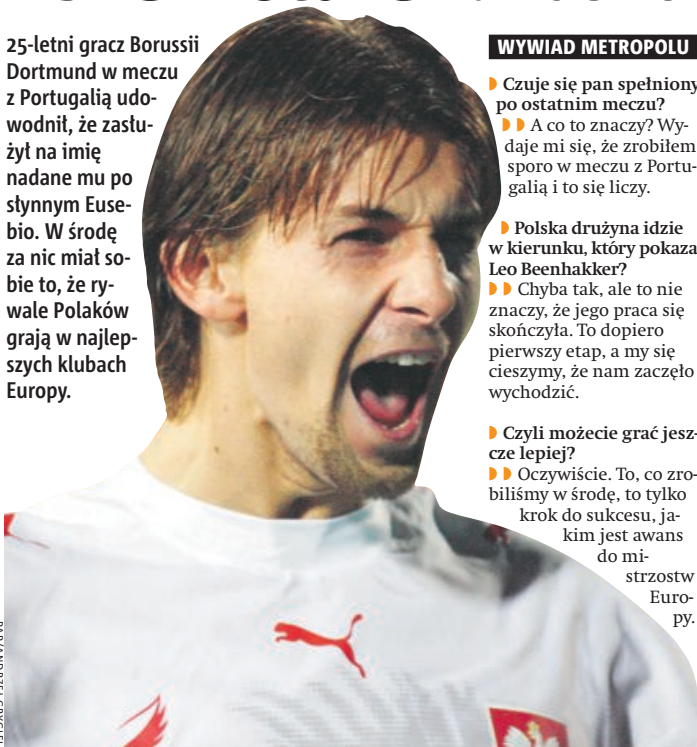 25-letni gracz Borussii
Dortmund w meczu
z Portugalią udo-
wodnił, że zasłu-
żył na imię
nadane mu po
słynnym Euse-
bio. W środę
za nic miał so-
bie to, że ry-
wale Polaków
grają w najlep-
szych klubach
Europy.
WYWIAD METROPOLU
Czuje się pan spełniony
po ostatnim meczu?
A co to znaczy? Wy-
daje mi się, że zrobiłem
sporo w meczu z Portu-
galią i to się liczy.
Polska drużyna idzie
w kierunku, który pokaza
Leo Beenhakker?
Chyba tak, ale to nie
znaczy, że jego praca się
skończyła. To dopiero
pierwszy etap, a my się
cieszymy, że nam zaczęło
wychodzić.
Czyli możecie grać jesz-
cze lepiej?
Oczywiście. To, co zro-
biliśmy w środę, to tylko
krok do sukcesu, ja-
kim jest awans
do mi-
strzostw
Euro-
py.